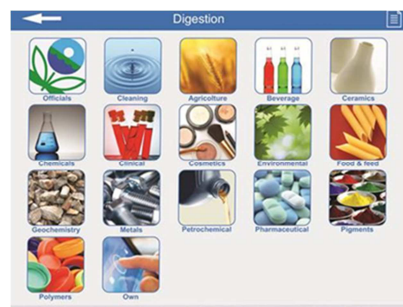 Digestion
Officials Cleaning Agriculture Beverage Ceramics
Chemicals Clinical Cosmetics Environmental Food & feed
Geochemistry Metals Petrochemical Pharmaceutical Pigments
Polymers Own